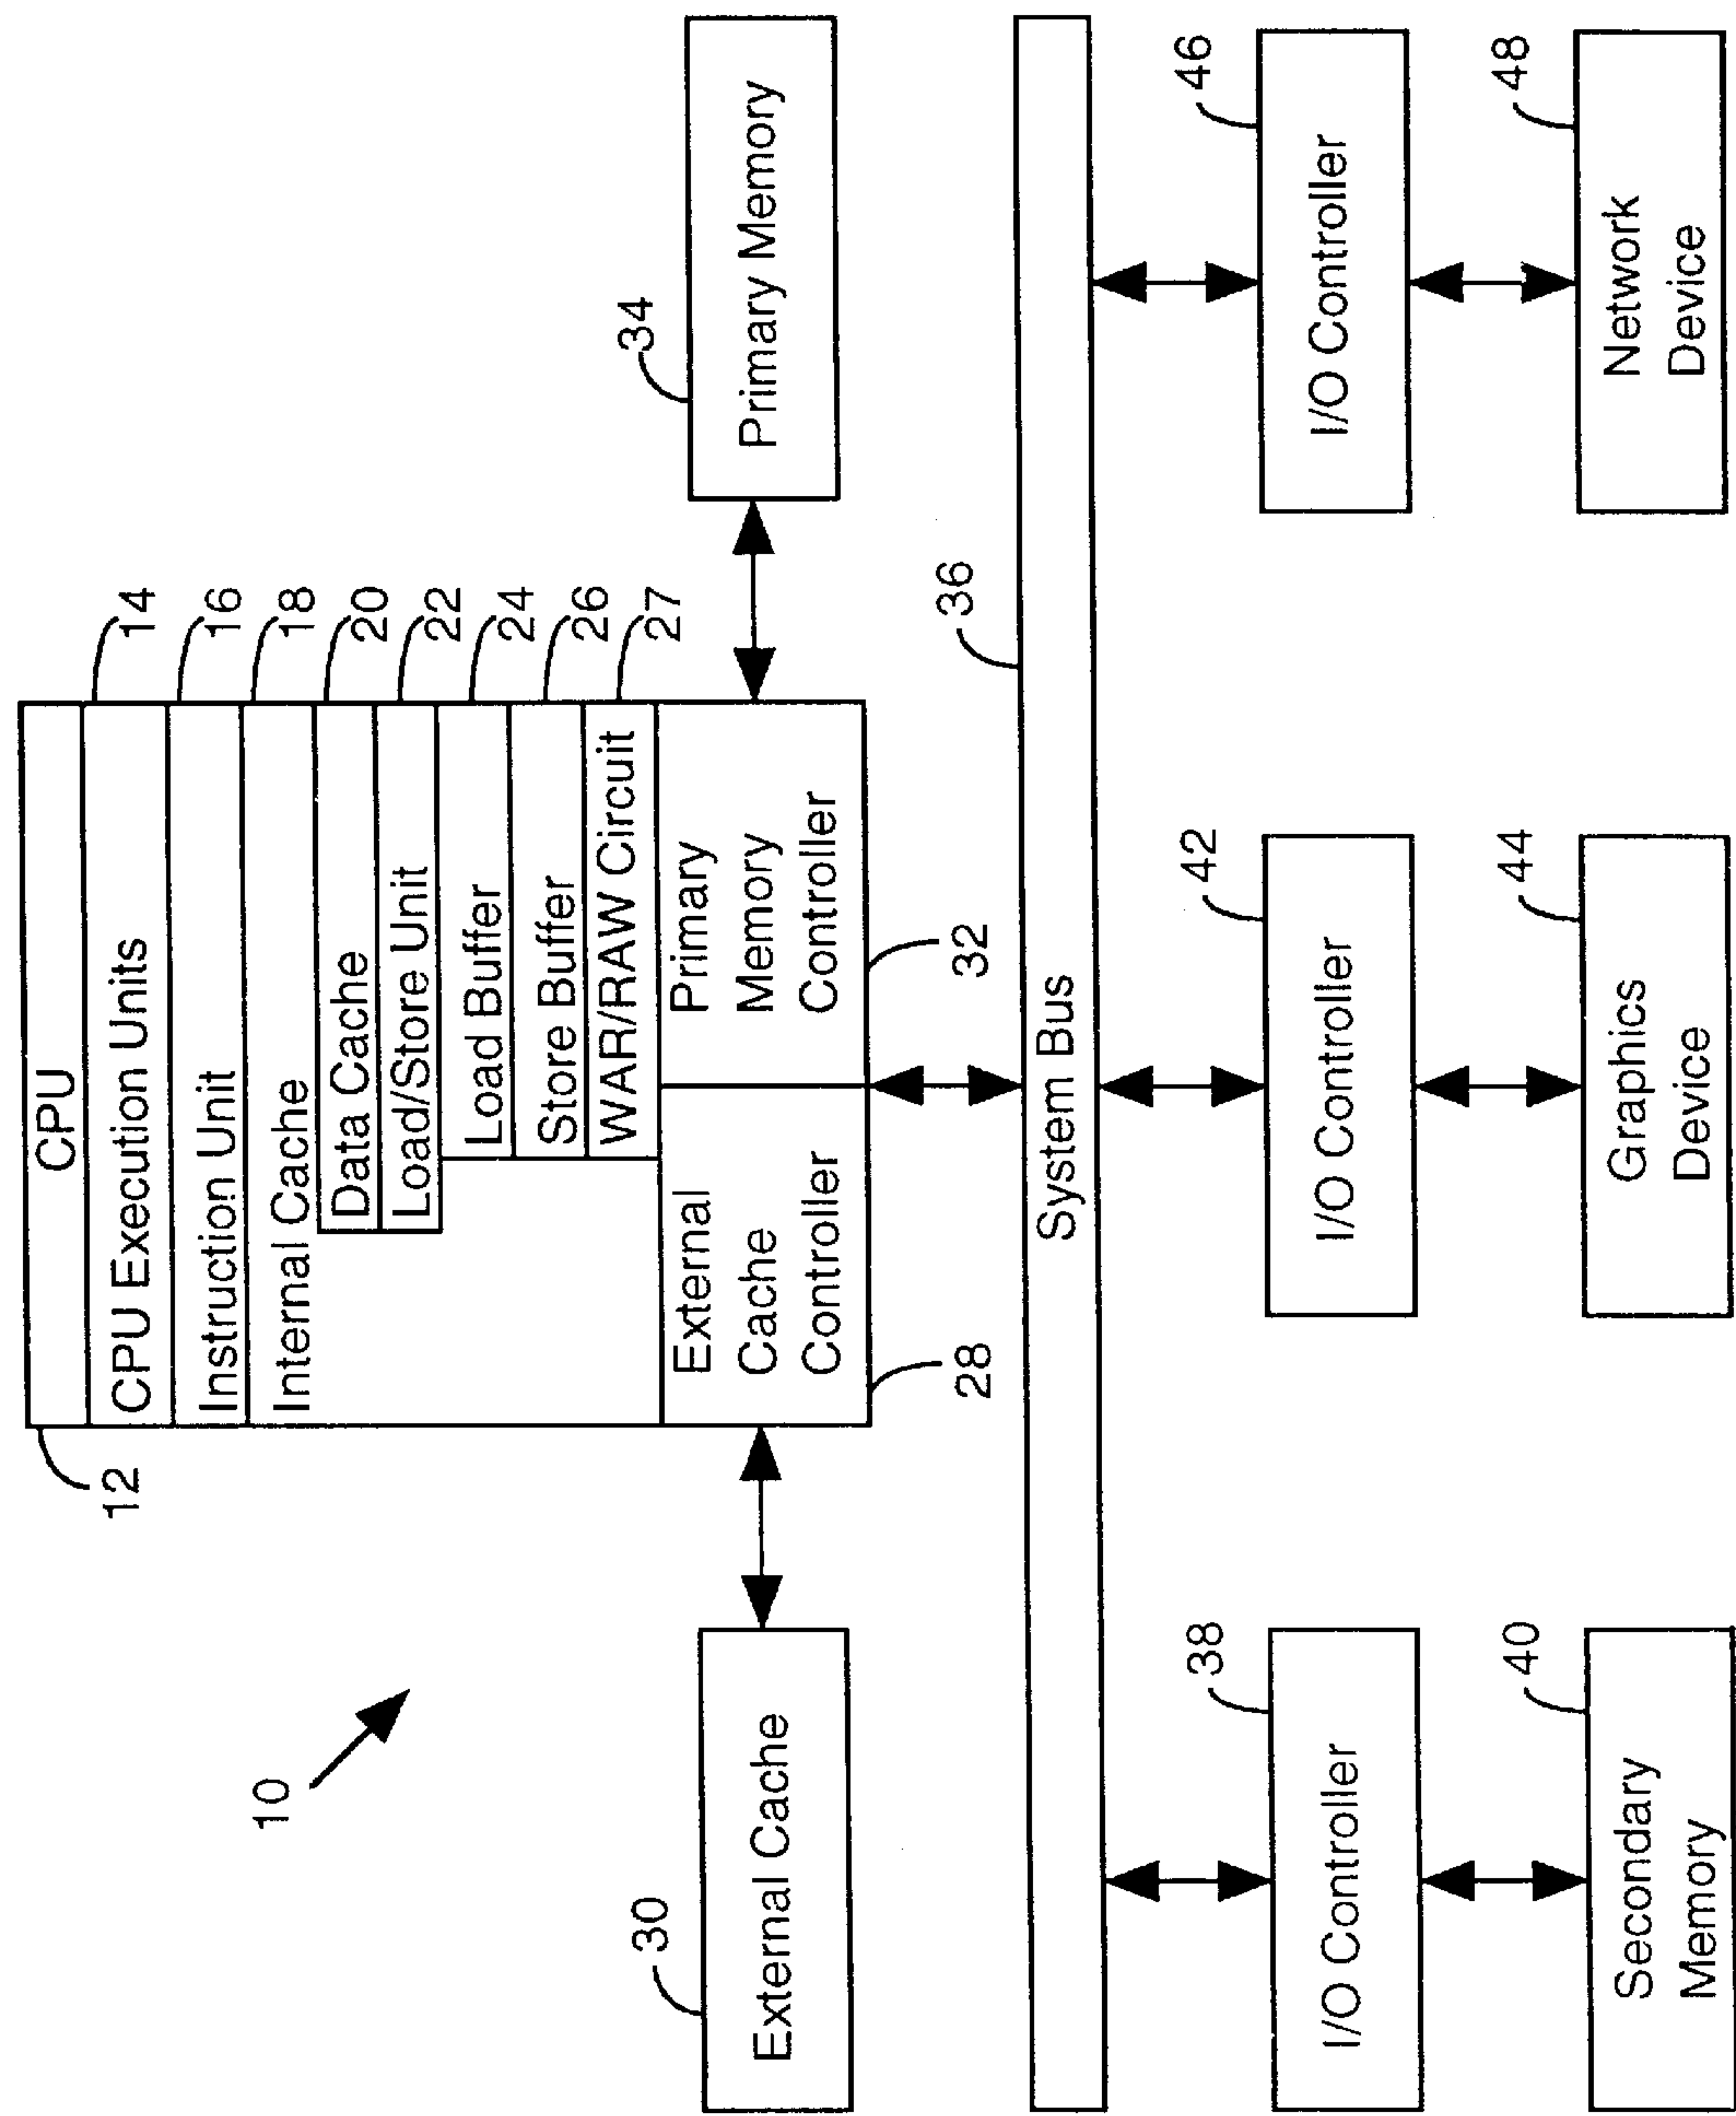 10
12
CPU
CPU Execution Units
14
Instruction Unit
16
Internal Cache
18
Data Cache
20
Load/Store Unit
22
Load Buffer
24
Store Buffer
26
WAR/RAW Circuit
27
External
Cache
Controller
28
Primary
Memory
Controller
32
30
External Cache
34
Primary Memory
36
System Bus
38
I/O Controller
42
I/O Controller
46
I/O Controller
40
Secondary
Memory
44
Graphics
Device
48
Network
Device